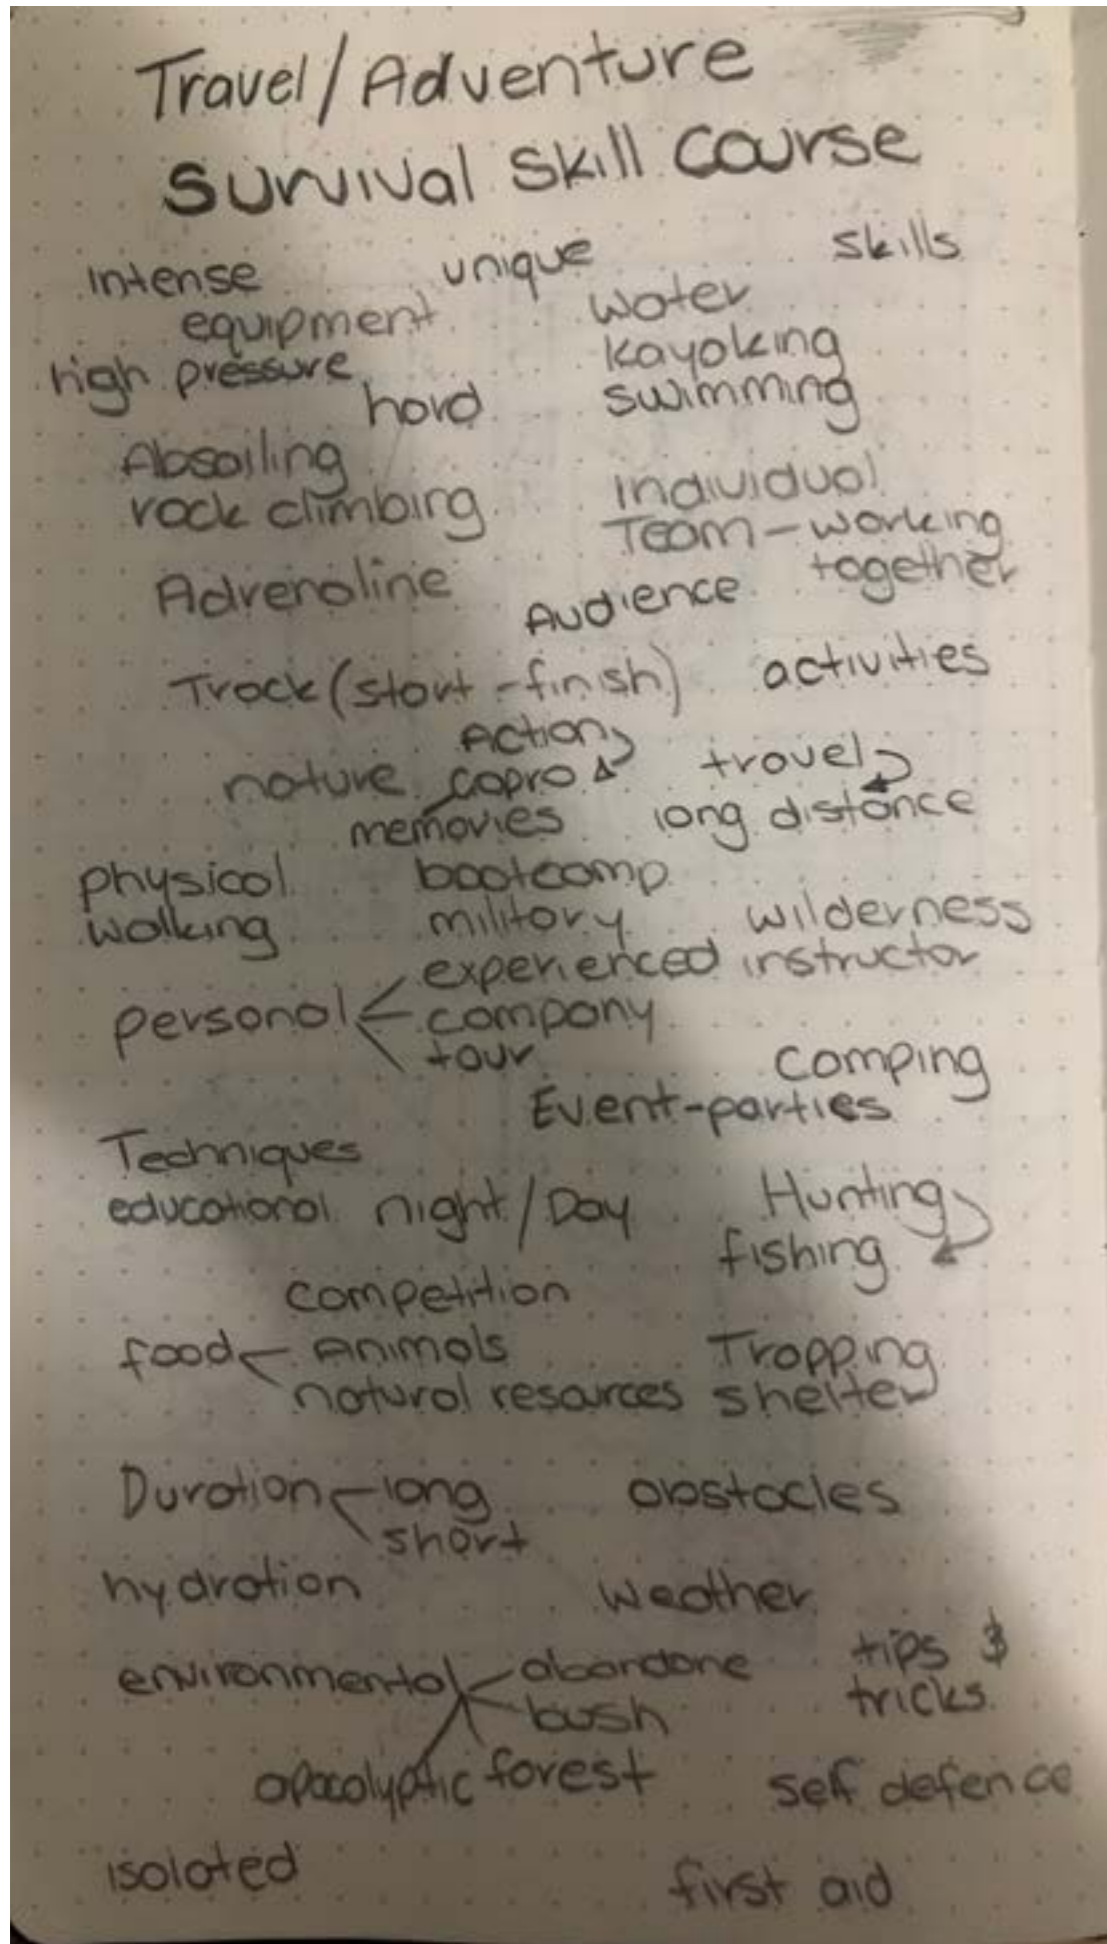 Travel/Adventure
Survival Skill Course
Intense unique skills
equipment water
high pressure kayaking
hard swimming
Absailing
rock climbing Individual
Team-working
together
Adrenaline Audience
Track (start-finish) activities
Action
nature gopro travel
memories long distance
physical bootcamp
walking military wilderness
experienced instructor
personal company
tour
camping
Event-parties
Techniques
educational night/Day Hunting
fishing
competition
food Animals Trapping
natural resources shelter
Duration long obstacles
short
hydration weather
environmental abandone tips &
bush tricks
apacolyptic forest self defence
isolated first aid